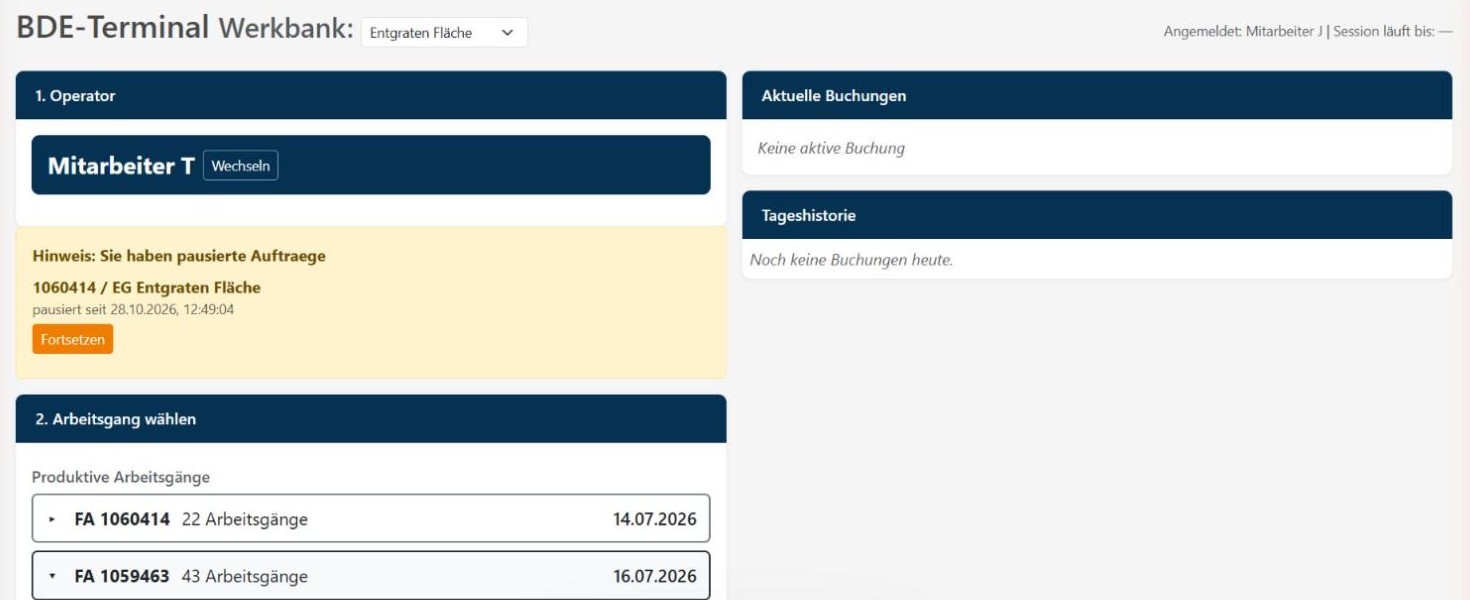 BDE-Terminal Werkbank: Entgraten Fläche
Angemeldet: Mitarbeiter J | Session läuft bis: —
1. Operator
Mitarbeiter T Wechseln
Hinweis: Sie haben pausierte Auftraege
1060414 / EG Entgraten Fläche
pausiert seit 28.10.2026, 12:49:04
Fortsetzen
2. Arbeitsgang wählen
Produktive Arbeitsgänge
▸ FA 1060414 22 Arbeitsgänge 14.07.2026
▾ FA 1059463 43 Arbeitsgänge 16.07.2026
Aktuelle Buchungen
Keine aktive Buchung
Tageshistorie
Noch keine Buchungen heute.